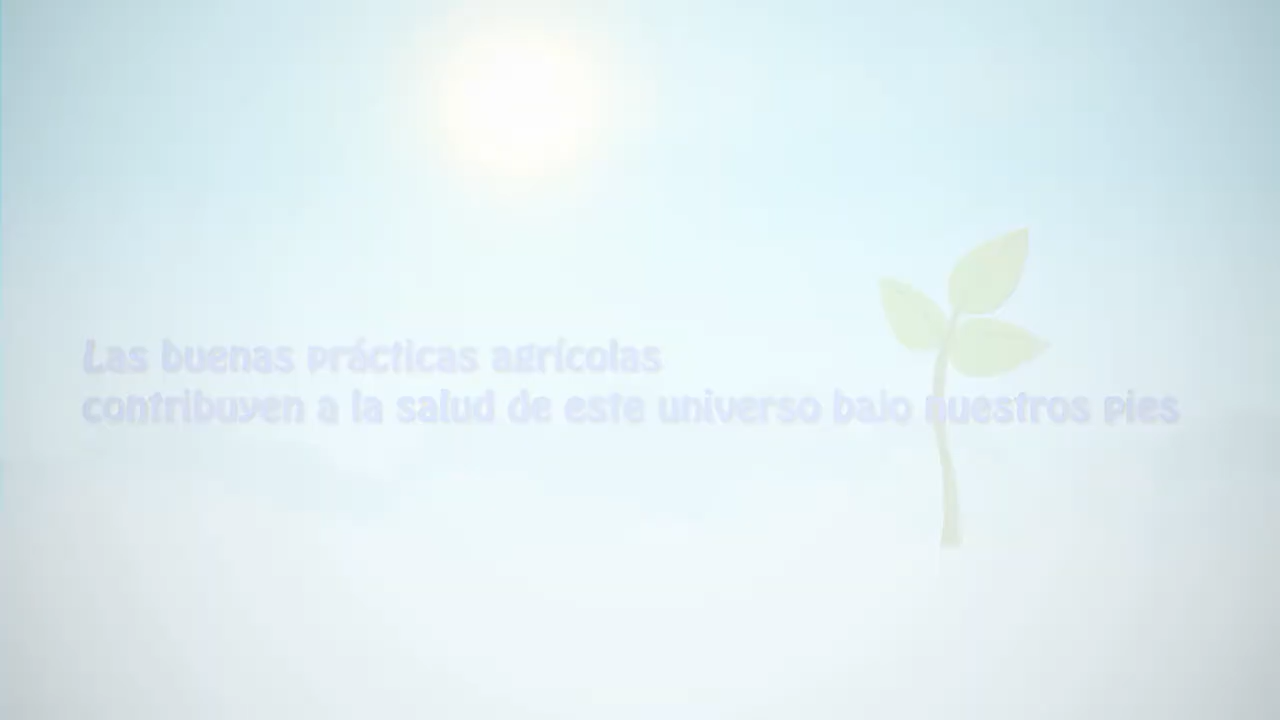 Las buenas prácticas agrícolas
contribuyen a la salud de este universo bajo nuestros pies